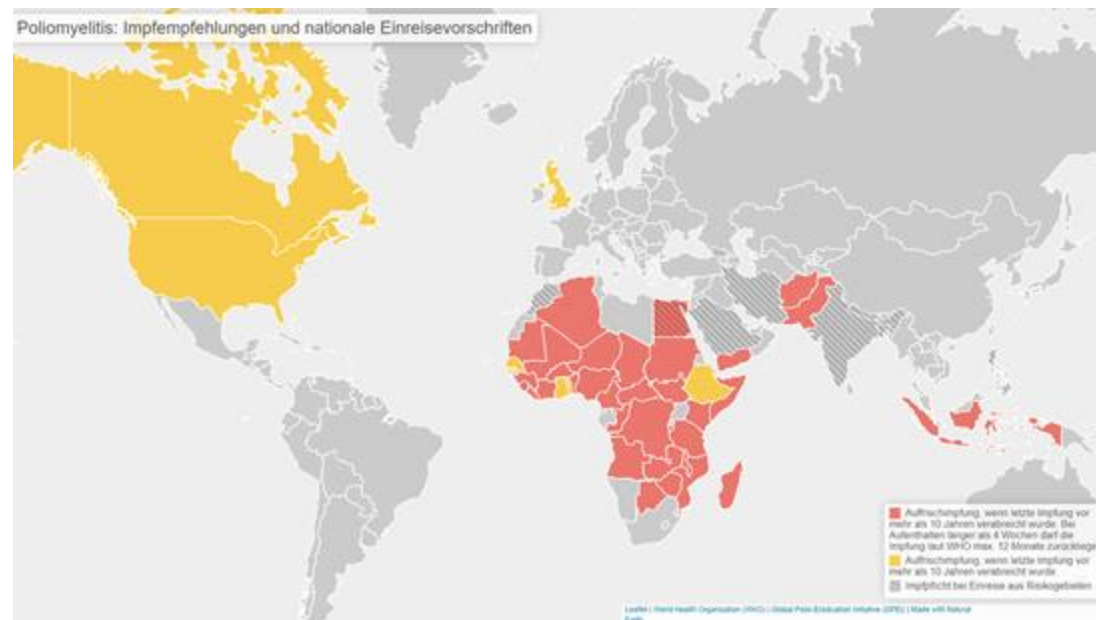 Poliomyelitis: Impfempfehlungen und nationale Einreisevorschriften
Auffrischimpfung, wenn letzte Impfung vor
mehr als 10 Jahren verabreicht wurde. Bei
Aufenthalten länger als 4 Wochen darf die
Impfung laut WHO max. 12 Monate zurückliege
Auffrischimpfung, wenn letzte Impfung vor
mehr als 10 Jahren verabreicht wurde.
Impfpflicht bei Einreise aus Risikogebieten
Leaflet | World Health Organisation (WHO) | Global Polio Eradication Initiative (GPEI) | Made with Natural
Earth